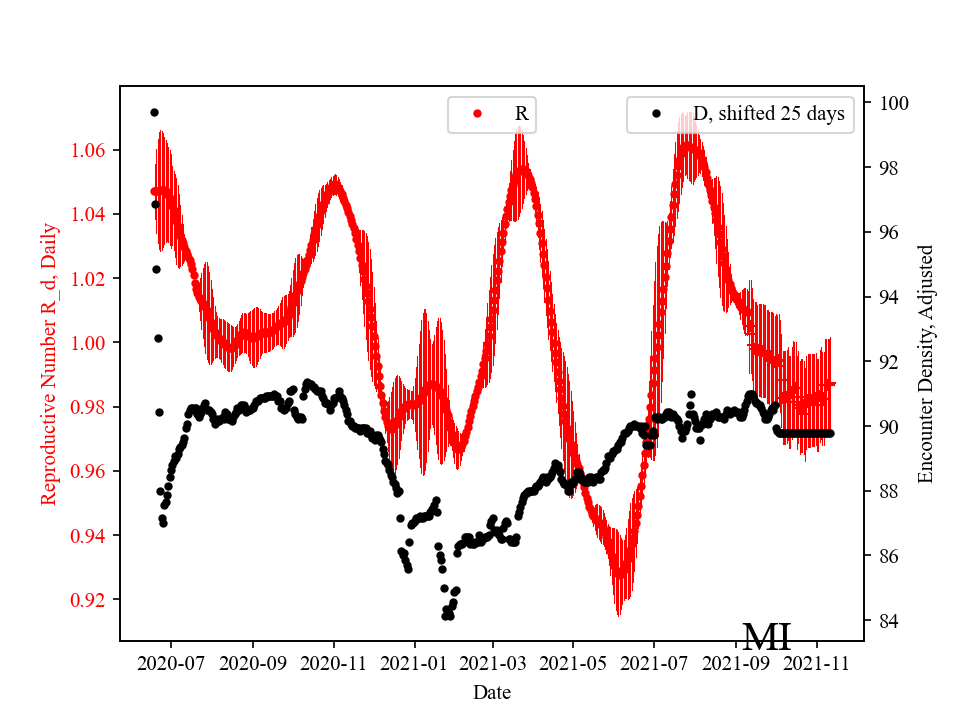 R
D, shifted 25 days
Reproductive Number R_d, Daily
1.06
1.04
1.02
1.00
0.98
0.96
0.94
0.92
100
98
96
94
92
90
88
86
84
Encounter Density, Adjusted
MI
2020-07 2020-09 2020-11 2021-01 2021-03 2021-05 2021-07 2021-09 2021-11
Date